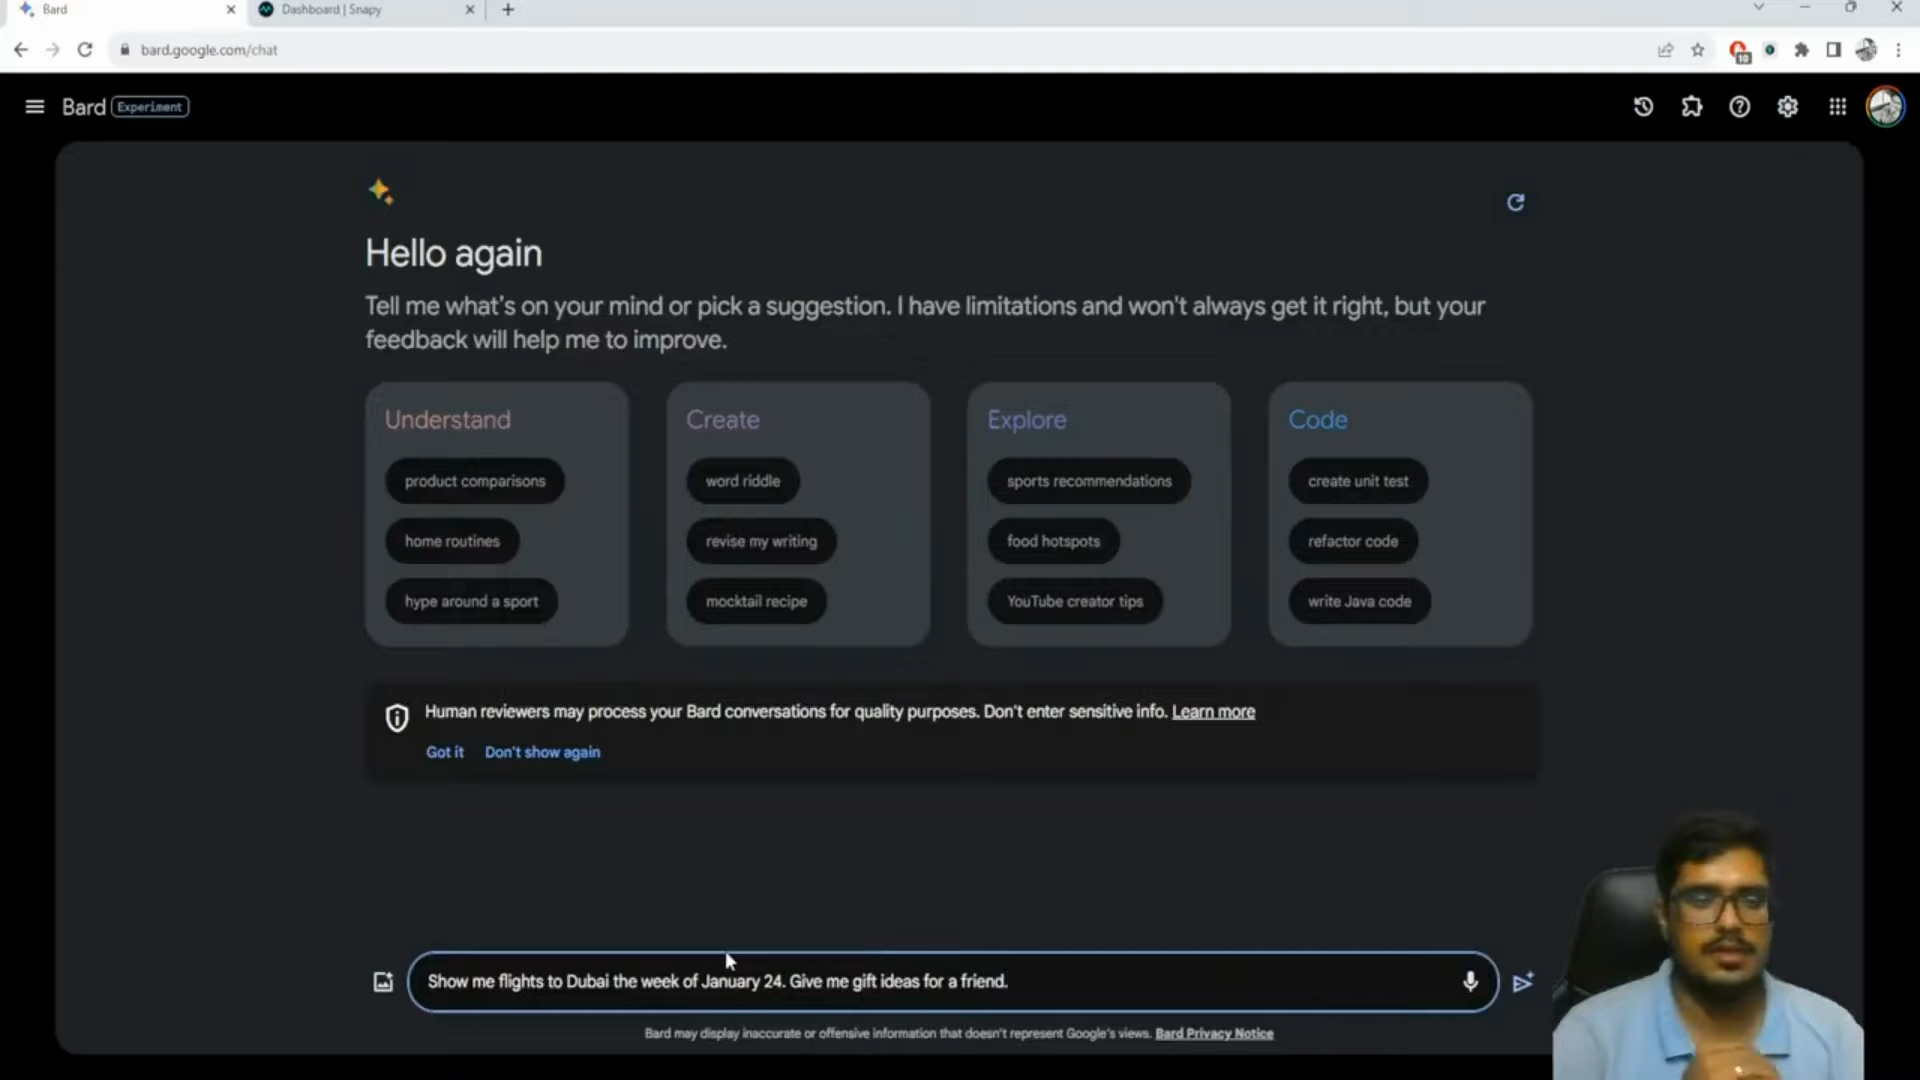 Bard
Dashboard | Snapy
bard.google.com/chat
10
Bard Experiment
Hello again
Tell me what's on your mind or pick a suggestion. I have limitations and won't always get it right, but your
feedback will help me to improve.
Understand
product comparisons
home routines
hype around a sport
Create
word riddle
revise my writing
mocktail recipe
Explore
sports recommendations
food hotspots
YouTube creator tips
Code
create unit test
refactor code
write Java code
Human reviewers may process your Bard conversations for quality purposes. Don't enter sensitive info. Learn more
Got it Don't show again
Show me flights to Dubai the week of January 24. Give me gift ideas for a friend.
Bard may display inaccurate or offensive information that doesn't represent Google's views. Bard Privacy Notice